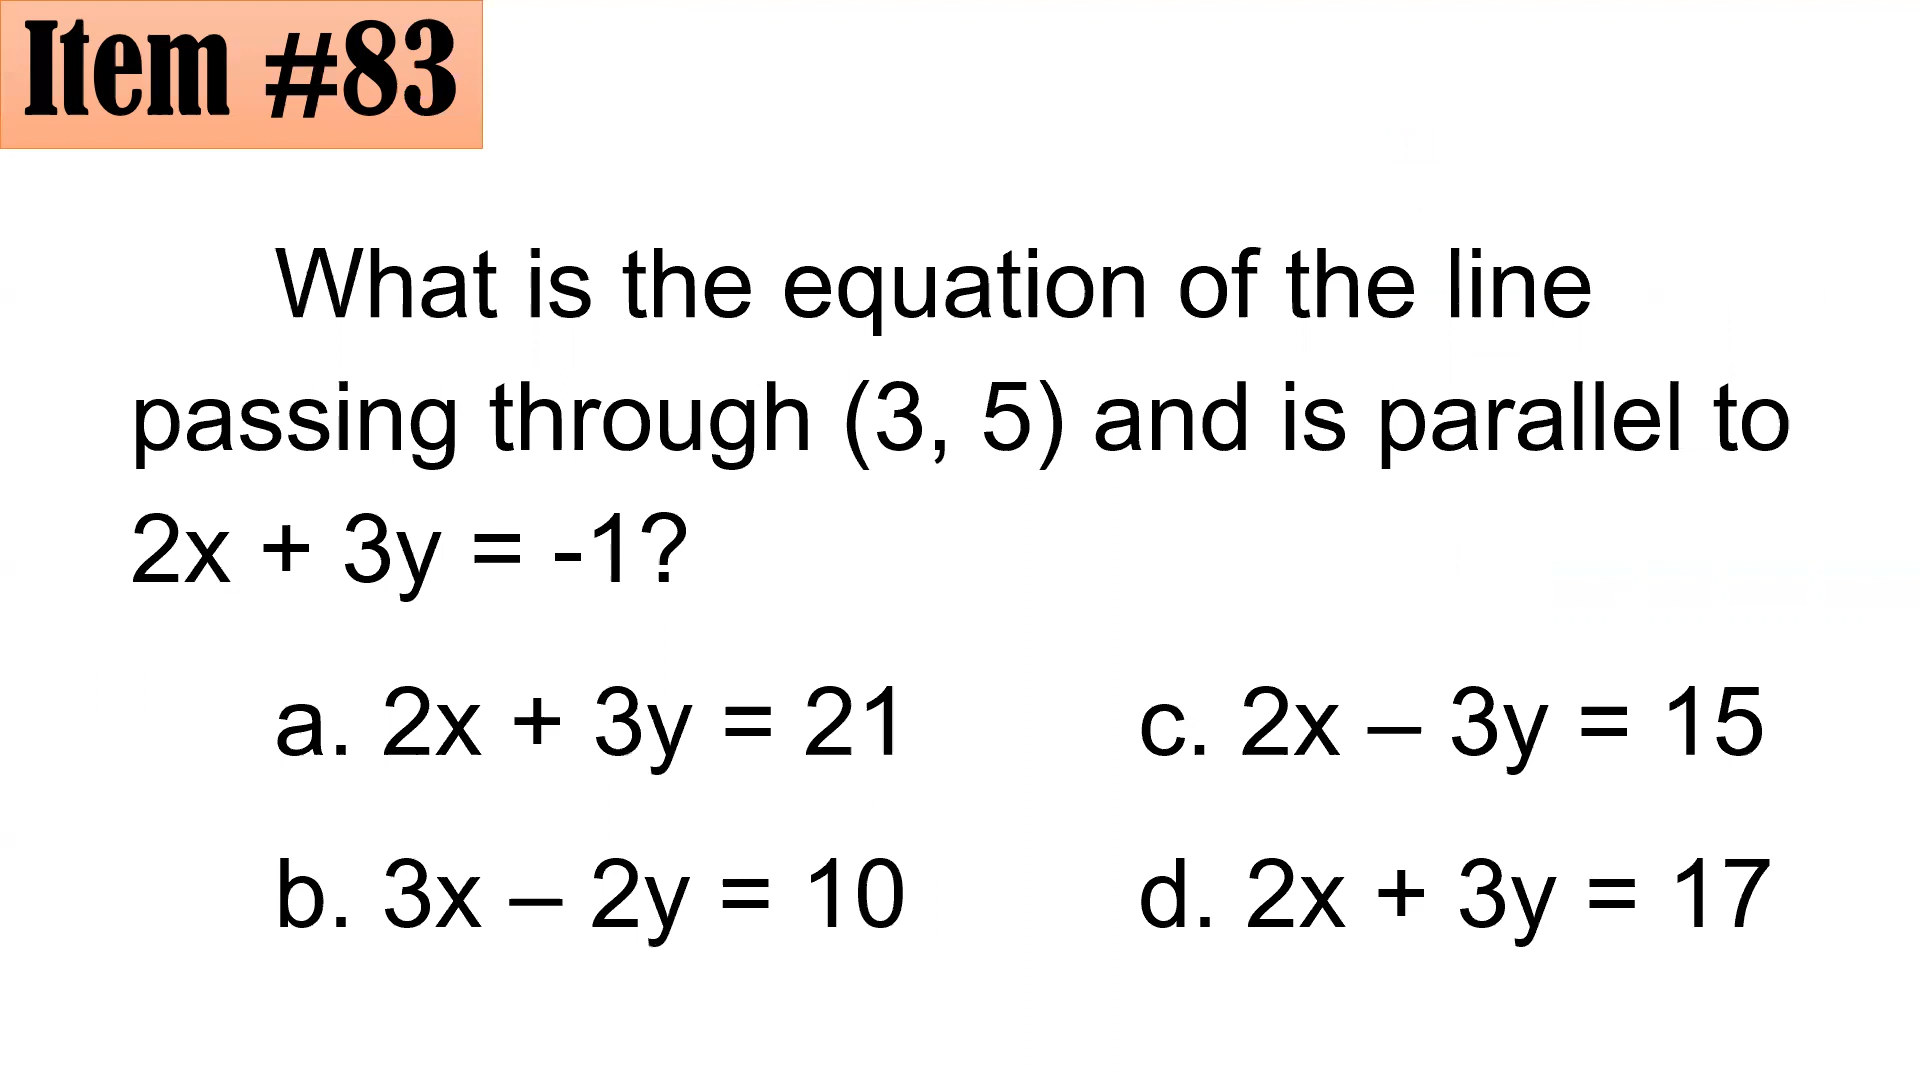 Item #83
What is the equation of the line
passing through (3, 5) and is parallel to
2x + 3y = -1?
a. 2x + 3y = 21
c. 2x – 3y = 15
b. 3x – 2y = 10
d. 2x + 3y = 17